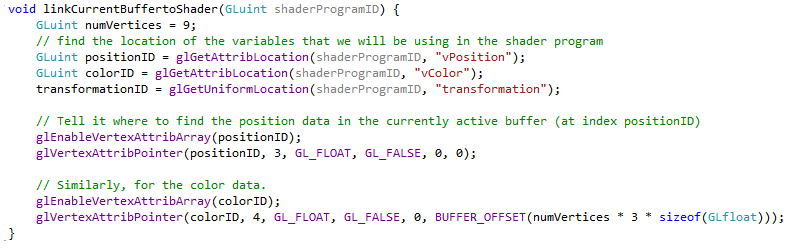 void linkCurrentBuffertoShader(GLuint shaderProgramID) {
    GLuint numVertices = 9;
    // find the location of the variables that we will be using in the shader program
    GLuint positionID = glGetAttribLocation(shaderProgramID, "vPosition");
    GLuint colorID = glGetAttribLocation(shaderProgramID, "vColor");
    transformationID = glGetUniformLocation(shaderProgramID, "transformation");

    // Tell it where to find the position data in the currently active buffer (at index positionID)
    glEnableVertexAttribArray(positionID);
    glVertexAttribPointer(positionID, 3, GL_FLOAT, GL_FALSE, 0, 0);

    // Similarly, for the color data.
    glEnableVertexAttribArray(colorID);
    glVertexAttribPointer(colorID, 4, GL_FLOAT, GL_FALSE, 0, BUFFER_OFFSET(numVertices * 3 * sizeof(GLfloat)));
}